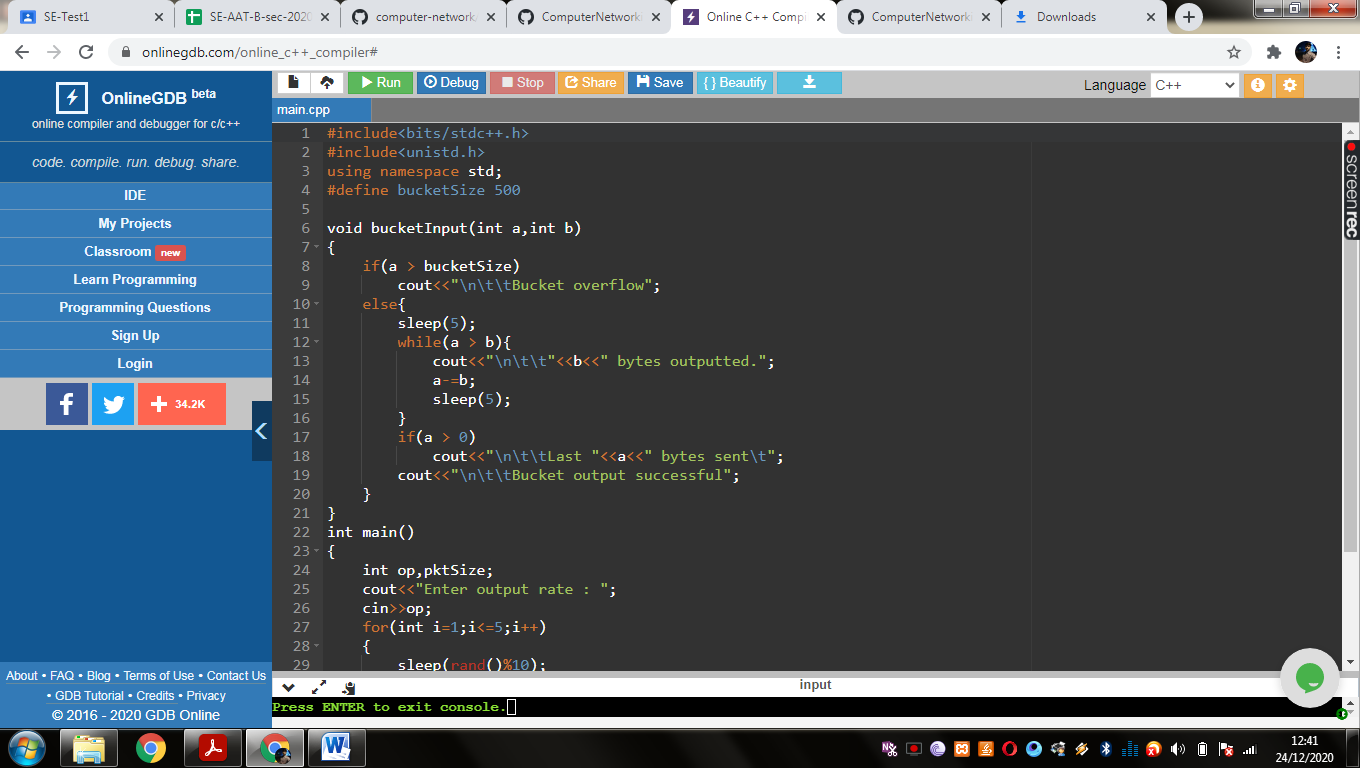 SE-Test1
SE-AAT-B-sec-2020
computer-network
ComputerNetwork
Online C++ Comp
ComputerNetwork
Downloads
onlinegdb.com/online_c++_compiler#
OnlineGDB beta
online compiler and debugger for c/c++
code. compile. run. debug. share.
IDE
My Projects
Classroom new
Learn Programming
Programming Questions
Sign Up
Login
34.2K
About • FAQ • Blog • Terms of Use • Contact Us
• GDB Tutorial • Credits • Privacy
© 2016 - 2020 GDB Online
Run Debug Stop Share Save { } Beautify
Language C++
main.cpp
1 #include<bits/stdc++.h>
2 #include<unistd.h>
3 using namespace std;
4 #define bucketSize 500
5
6 void bucketInput(int a,int b)
7 {
8 if(a > bucketSize)
9 cout<<"\n\t\tBucket overflow";
10 else{
11 sleep(5);
12 while(a > b){
13 cout<<"\n\t\t"<<b<<" bytes outputted.";
14 a-=b;
15 sleep(5);
16 }
17 if(a > 0)
18 cout<<"\n\t\tLast "<<a<<" bytes sent\t";
19 cout<<"\n\t\tBucket output successful";
20 }
21 }
22 int main()
23 {
24 int op,pktSize;
25 cout<<"Enter output rate : ";
26 cin>>op;
27 for(int i=1;i<=5;i++)
28 {
29 sleep(rand()%10);
screenrec
input
Press ENTER to exit console.
12:41
24/12/2020